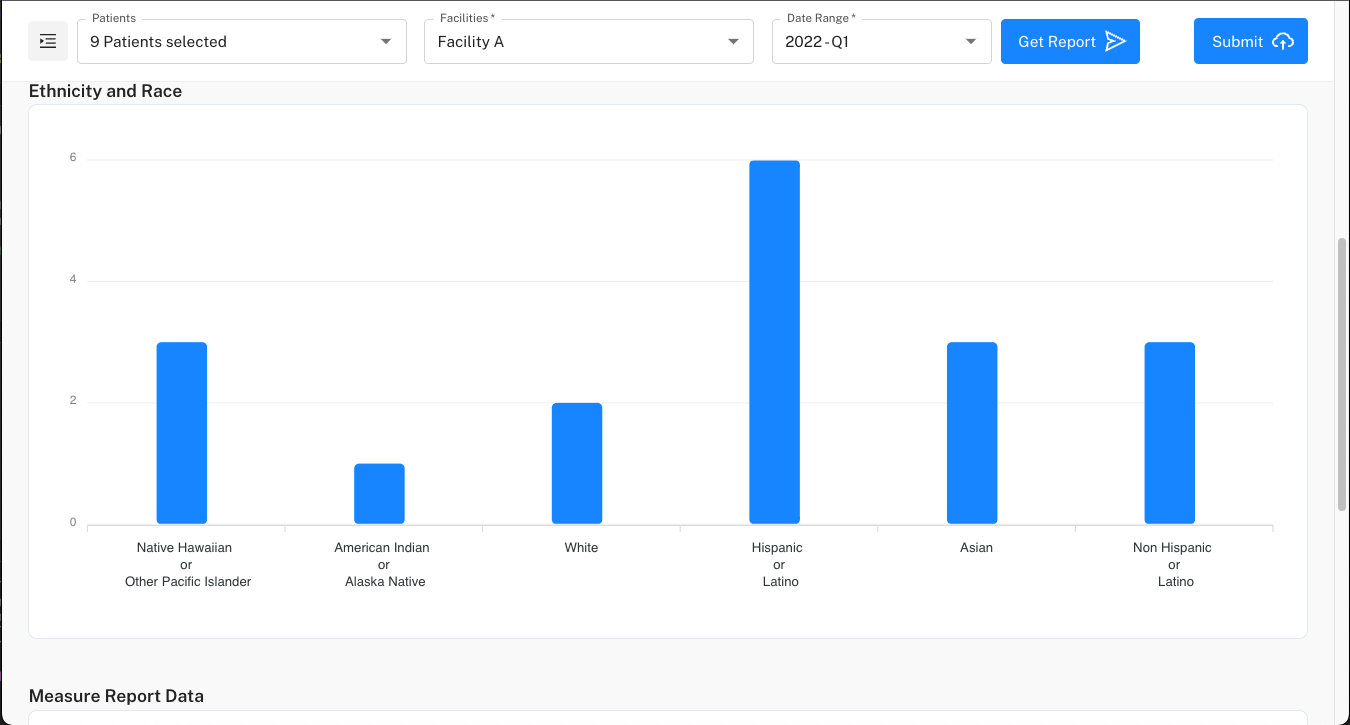 Patients
9 Patients selected
Facilities *
Facility A
Date Range *
2022 - Q1
Get Report
Submit
Ethnicity and Race
6
4
2
0
Native Hawaiian
or
Other Pacific Islander
American Indian
or
Alaska Native
White
Hispanic
or
Latino
Asian
Non Hispanic
or
Latino
Measure Report Data